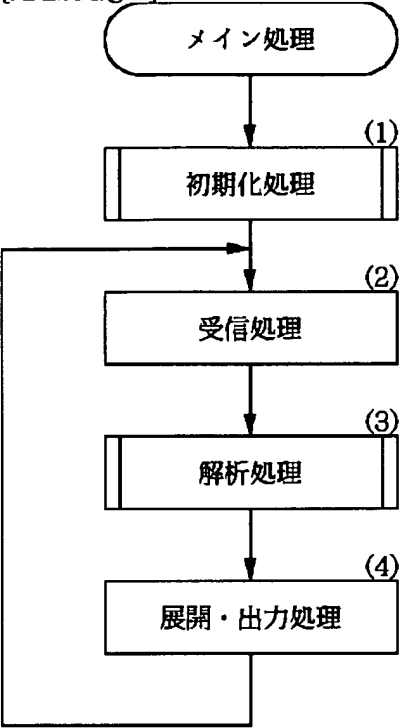 メイン処理
(1)
初期化処理
(2)
受信処理
(3)
解析処理
(4)
展開・出力処理